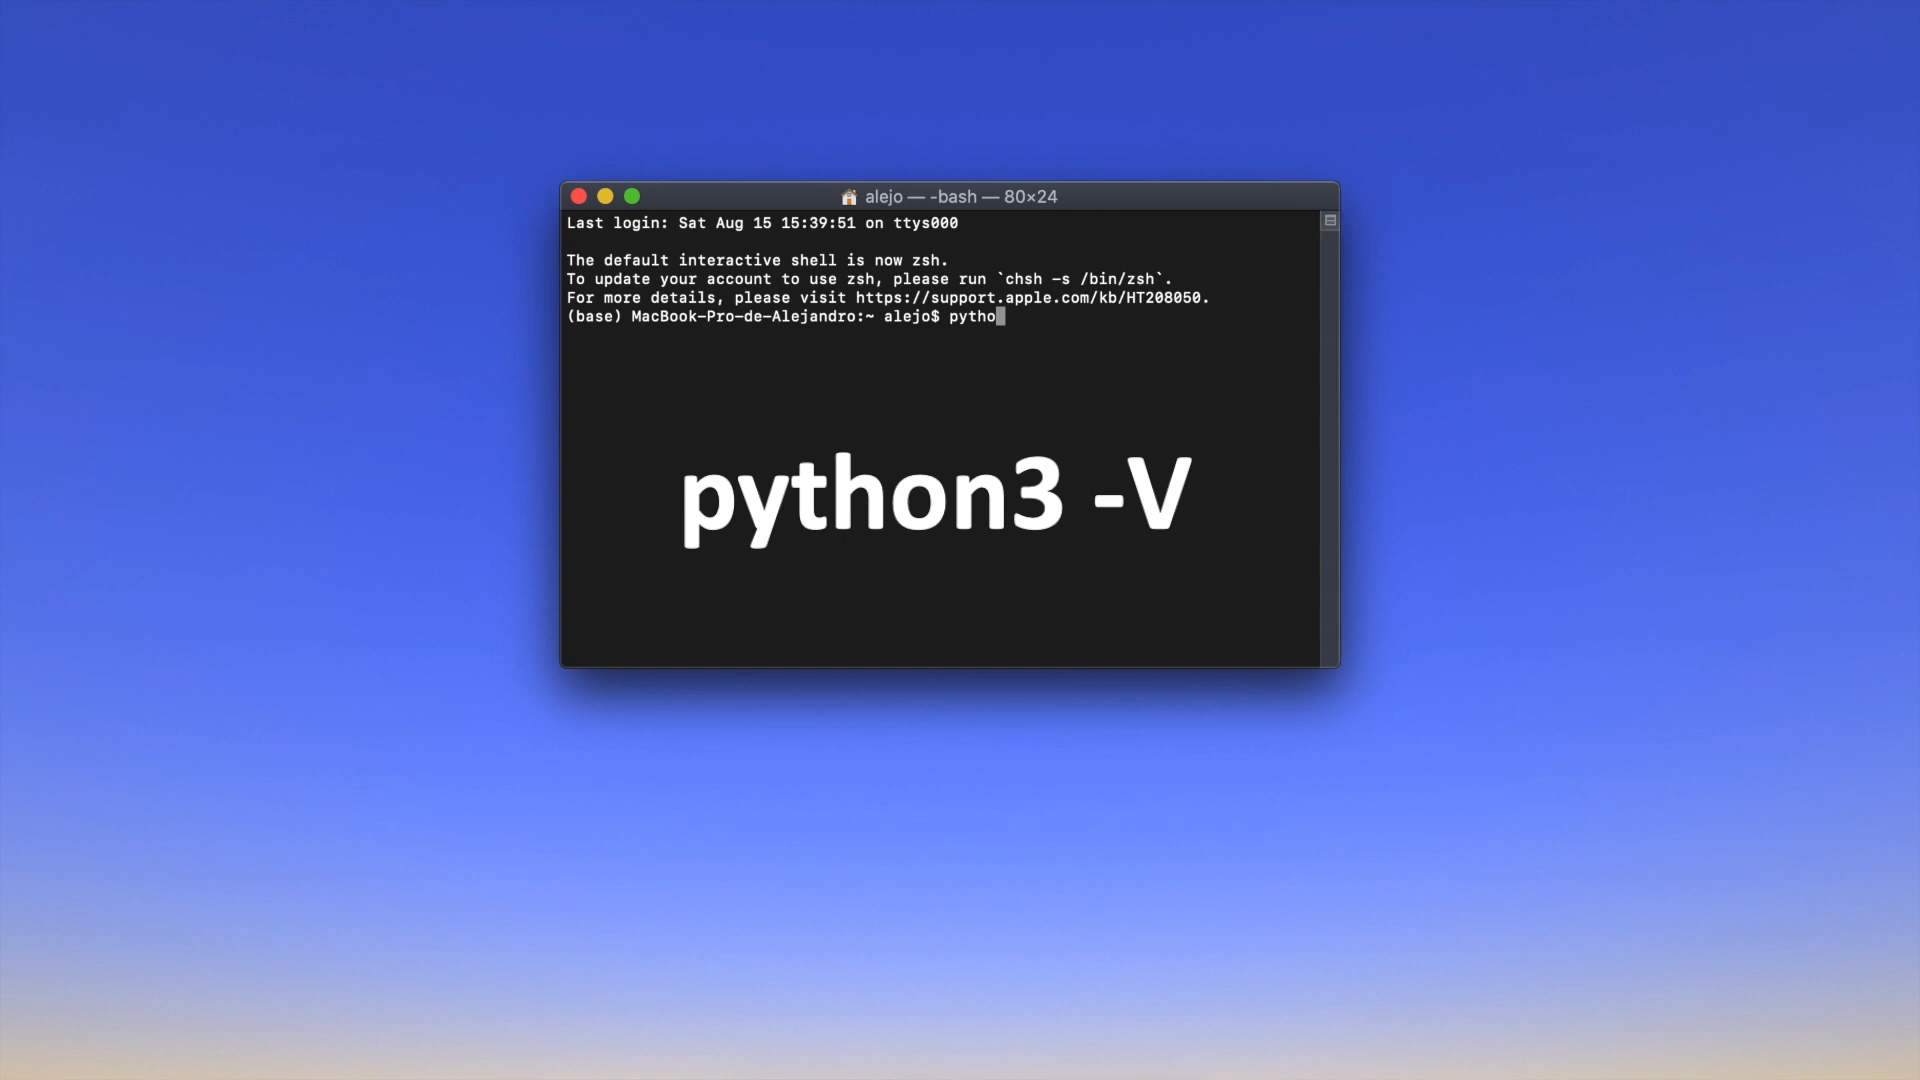 alejo — -bash — 80×24
Last login: Sat Aug 15 15:39:51 on ttys000
The default interactive shell is now zsh.
To update your account to use zsh, please run `chsh -s /bin/zsh`.
For more details, please visit https://support.apple.com/kb/HT208050.
(base) MacBook-Pro-de-Alejandro:~ alejo$ pytho
python3 -V